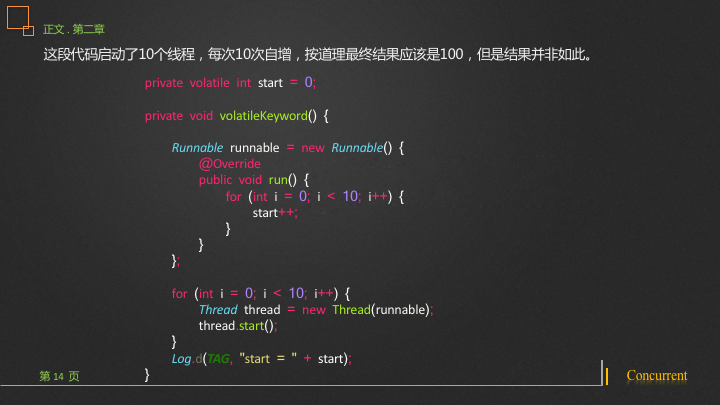 正文 . 第二章
这段代码启动了10个线程，每次10次自增，按道理最终结果应该是100，但是结果并非如此。
private volatile int start = 0;
private void volatileKeyword() {
Runnable runnable = new Runnable() {
@Override
public void run() {
for (int i = 0; i < 10; i++) {
start++;
}
}
};
for (int i = 0; i < 10; i++) {
Thread thread = new Thread(runnable);
thread.start();
}
Log.d(TAG, "start = " + start);
}
第 14 页
Concurrent